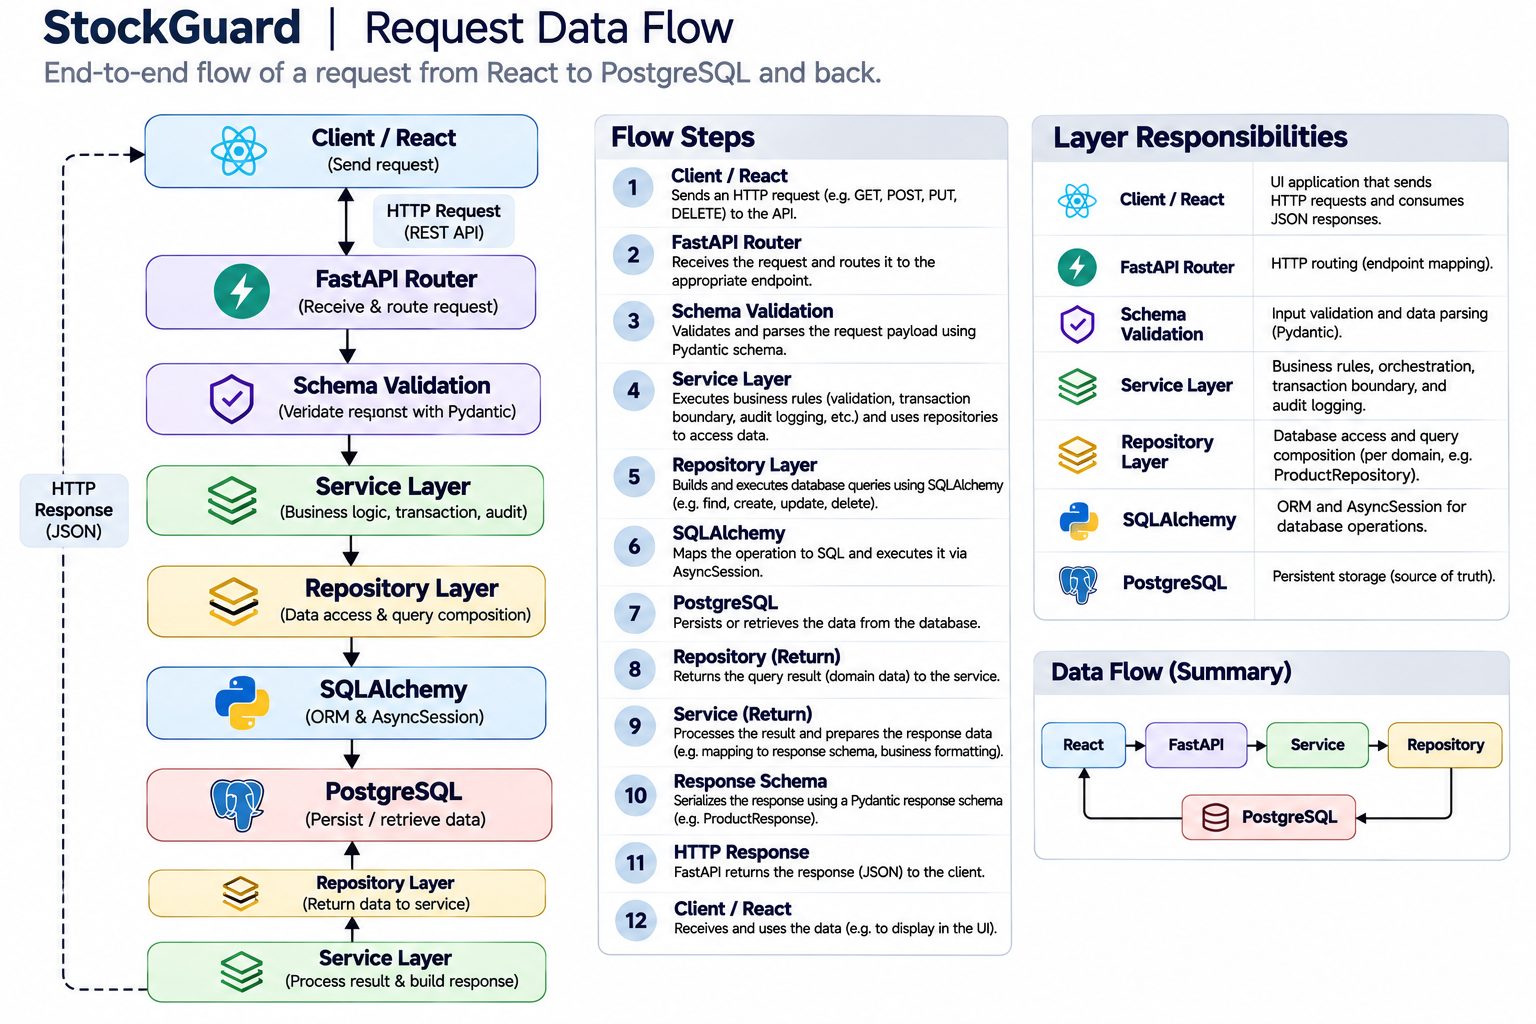 StockGuard | Request Data Flow
End-to-end flow of a request from React to PostgreSQL and back.
Client / React
(Send request)
HTTP Request
(REST API)
FastAPI Router
(Receive & route request)
Schema Validation
(Veridate responst with Pydantic)
Service Layer
(Business logic, transaction, audit)
HTTP
Response
(JSON)
Repository Layer
(Data access & query composition)
SQLAlchemy
(ORM & AsyncSession)
PostgreSQL
(Persist / retrieve data)
Repository Layer
(Return data to service)
Service Layer
(Process result & build response)
Flow Steps
1
Client / React
Sends an HTTP request (e.g. GET, POST, PUT,
DELETE) to the API.
2
FastAPI Router
Receives the request and routes it to the
appropriate endpoint.
3
Schema Validation
Validates and parses the request payload using
Pydantic schema.
4
Service Layer
Executes business rules (validation, transaction
boundary, audit logging, etc.) and uses repositories
to access data.
5
Repository Layer
Builds and executes database queries using SQLAlchemy
(e.g. find, create, update, delete).
6
SQLAlchemy
Maps the operation to SQL and executes it via
AsyncSession.
7
PostgreSQL
Persists or retrieves the data from the database.
8
Repository (Return)
Returns the query result (domain data) to the service.
9
Service (Return)
Processes the result and prepares the response data
(e.g. mapping to response schema, business formatting).
10
Response Schema
Serializes the response using a Pydantic response schema
(e.g. ProductResponse).
11
HTTP Response
FastAPI returns the response (JSON) to the client.
12
Client / React
Receives and uses the data (e.g. to display in the UI).
Layer Responsibilities
Client / React
UI application that sends
HTTP requests and consumes
JSON responses.
FastAPI Router
HTTP routing (endpoint mapping).
Schema
Validation
Input validation and data parsing
(Pydantic).
Service Layer
Business rules, orchestration,
transaction boundary, and
audit logging.
Repository
Layer
Database access and query
composition (per domain, e.g.
ProductRepository).
SQLAlchemy
ORM and AsyncSession for
database operations.
PostgreSQL
Persistent storage (source of truth).
Data Flow (Summary)
React
FastAPI
Service
Repository
PostgreSQL